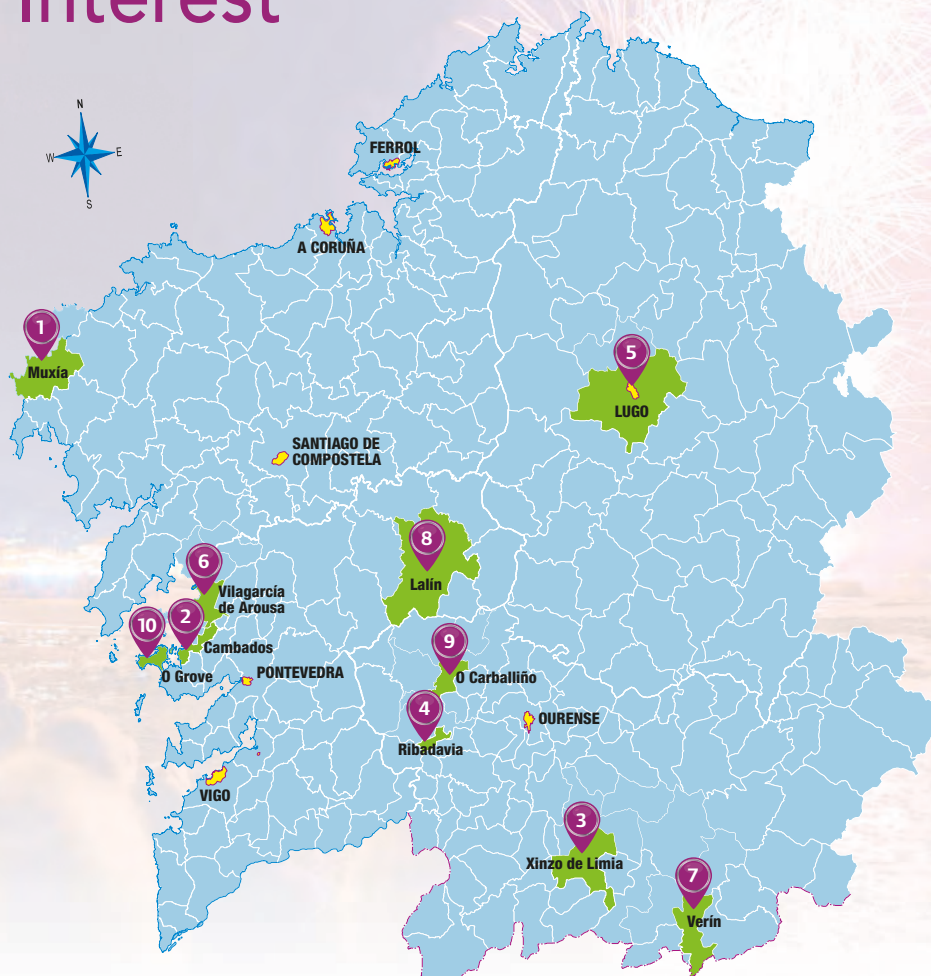 Interest
N
W
E
S
FERROL
A CORUÑA
1
Muxía
5
LUGO
SANTIAGO DE
COMPOSTELA
8
Lalín
6
Vilagarcía
de Arousa
2
Cambados
10
O Grove
PONTEVEDRA
9
O Carballiño
4
Ribadavia
OURENSE
VIGO
3
Xinzo de Limia
7
Verín